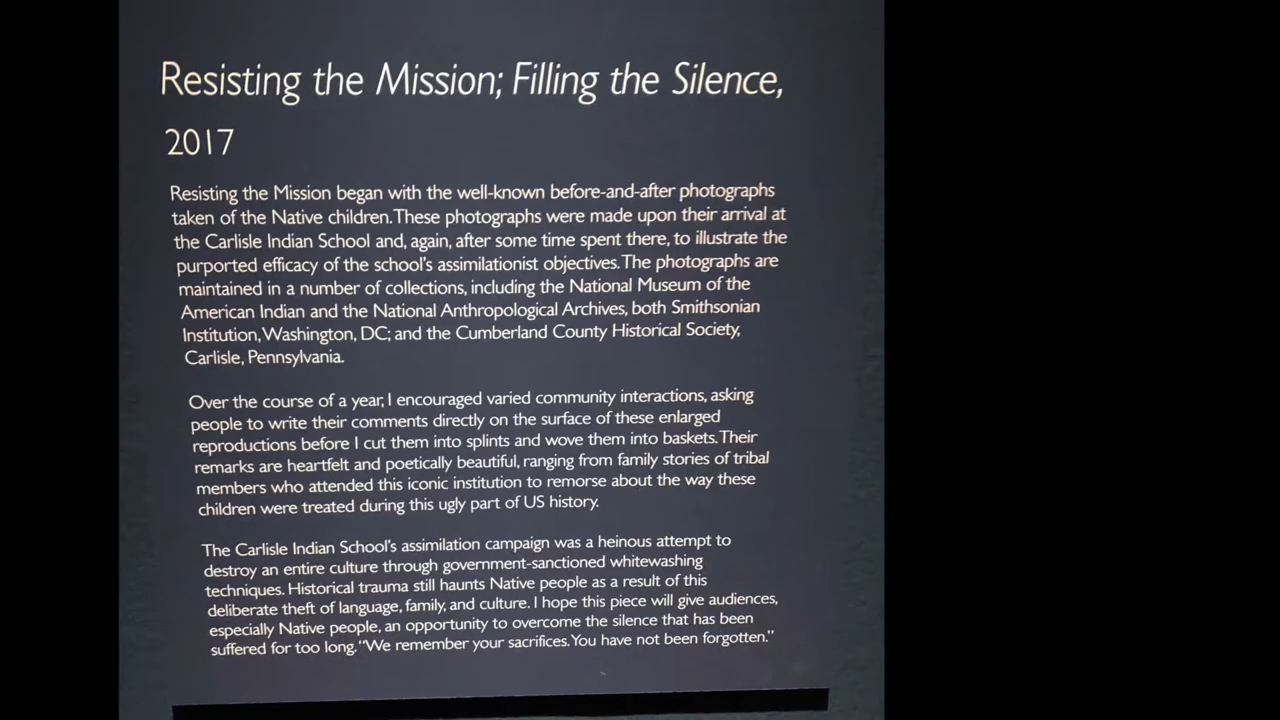 Resisting the Mission; Filling the Silence,
2017
Resisting the Mission began with the well-known before-and-after photographs
taken of the Native children. These photographs were made upon their arrival at
the Carlisle Indian School and, again, after some time spent there, to illustrate the
purported efficacy of the school's assimilationist objectives. The photographs are
maintained in a number of collections, including the National Museum of the
American Indian and the National Anthropological Archives, both Smithsonian
Institution, Washington, DC; and the Cumberland County Historical Society,
Carlisle, Pennsylvania.
Over the course of a year, I encouraged varied community interactions, asking
people to write their comments directly on the surface of these enlarged
reproductions before I cut them into splints and wove them into baskets. Their
remarks are heartfelt and poetically beautiful, ranging from family stories of tribal
members who attended this iconic institution to remorse about the way these
children were treated during this ugly part of US history.
The Carlisle Indian School's assimilation campaign was a heinous attempt to
destroy an entire culture through government-sanctioned whitewashing
techniques. Historical trauma still haunts Native people as a result of this
deliberate theft of language, family, and culture. I hope this piece will give audiences,
especially Native people, an opportunity to overcome the silence that has been
suffered for too long. "We remember your sacrifices. You have not been forgotten."